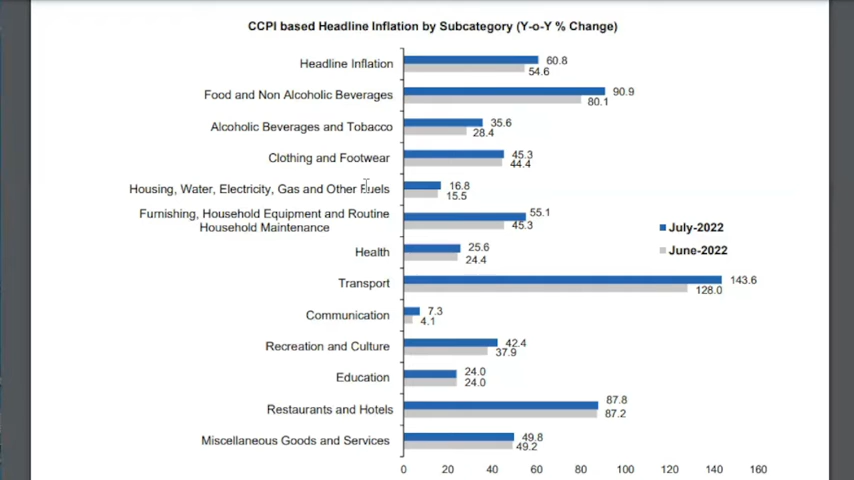 CCPI based Headline Inflation by Subcategory (Y-o-Y % Change)
Headline Inflation 60.8
54.6
Food and Non Alcoholic Beverages 90.9
80.1
Alcoholic Beverages and Tobacco 35.6
28.4
Clothing and Footwear 45.3
44.4
Housing, Water, Electricity, Gas and Other Fuels 16.8
15.5
Furnishing, Household Equipment and Routine 55.1
Household Maintenance 45.3
July-2022
June-2022
Health 25.6
24.4
Transport 143.6
128.0
Communication 7.3
4.1
Recreation and Culture 42.4
37.9
Education 24.0
24.0
Restaurants and Hotels 87.8
87.2
Miscellaneous Goods and Services 49.8
49.2
0 20 40 60 80 100 120 140 160